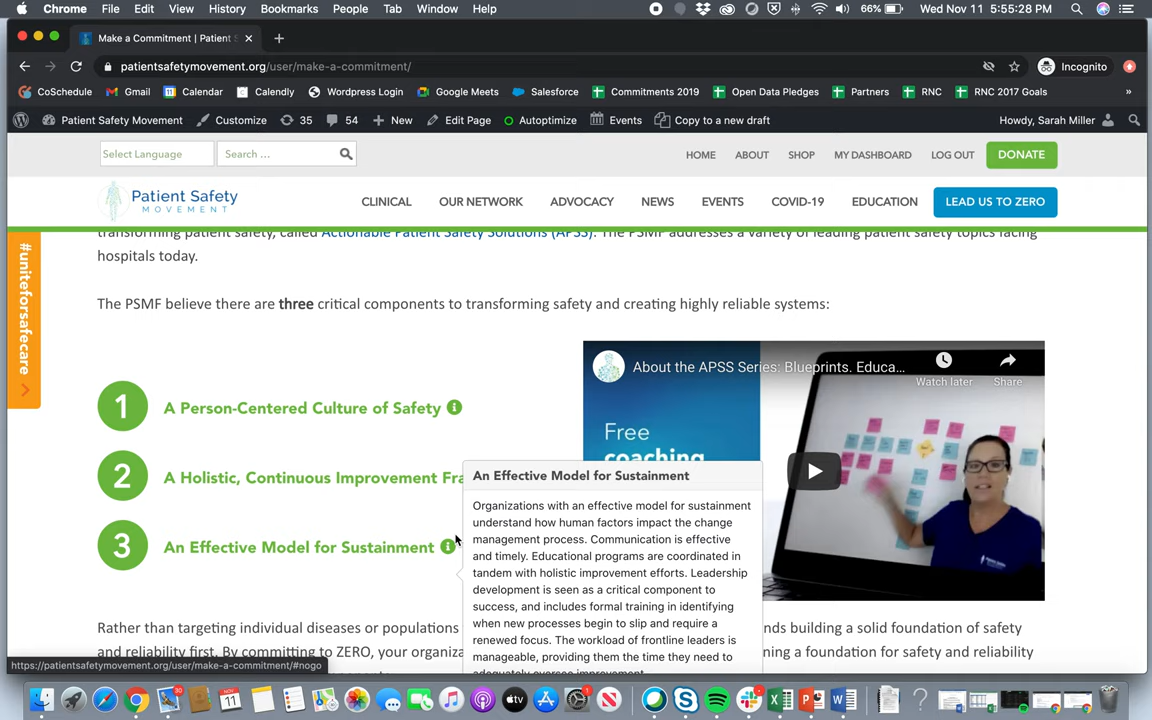 Chrome File Edit View History Bookmarks People Tab Window Help 66% Wed Nov 11 5:55:28 PM
Make a Commitment | Patient S
patientsafetymovement.org/user/make-a-commitment/ Incognito
CoSchedule Gmail Calendar Calendly Wordpress Login Google Meets Salesforce Commitments 2019 Open Data Pledges Partners RNC RNC 2017 Goals »
Patient Safety Movement Customize 35 54 New Edit Page Autoptimize Events Copy to a new draft Howdy, Sarah Miller
Select Language Search ... HOME ABOUT SHOP MY DASHBOARD LOG OUT DONATE
Patient Safety
MOVEMENT
CLINICAL OUR NETWORK ADVOCACY NEWS EVENTS COVID-19 EDUCATION LEAD US TO ZERO
#uniteforsafecare
transforming patient safety, called Actionable Patient Safety Solutions (APSS). The PSMF addresses a variety of leading patient safety topics facing
hospitals today.
The PSMF believe there are three critical components to transforming safety and creating highly reliable systems:
1 A Person-Centered Culture of Safety
2 A Holistic, Continuous Improvement Fra
3 An Effective Model for Sustainment
About the APSS Series: Blueprints. Educa...
Watch later Share
Free
coaching
An Effective Model for Sustainment
Organizations with an effective model for sustainment
understand how human factors impact the change
management process. Communication is effective
and timely. Educational programs are coordinated in
tandem with holistic improvement efforts. Leadership
development is seen as a critical component to
success, and includes formal training in identifying
when new processes begin to slip and require a
renewed focus. The workload of frontline leaders is
manageable, providing them the time they need to
adequately oversee improvement.
Rather than targeting individual diseases or populations nds building a solid foundation of safety
and reliability first. By committing to ZERO, your organiza ning a foundation for safety and reliability
https://patientsafetymovement.org/user/make-a-commitment/#nogo